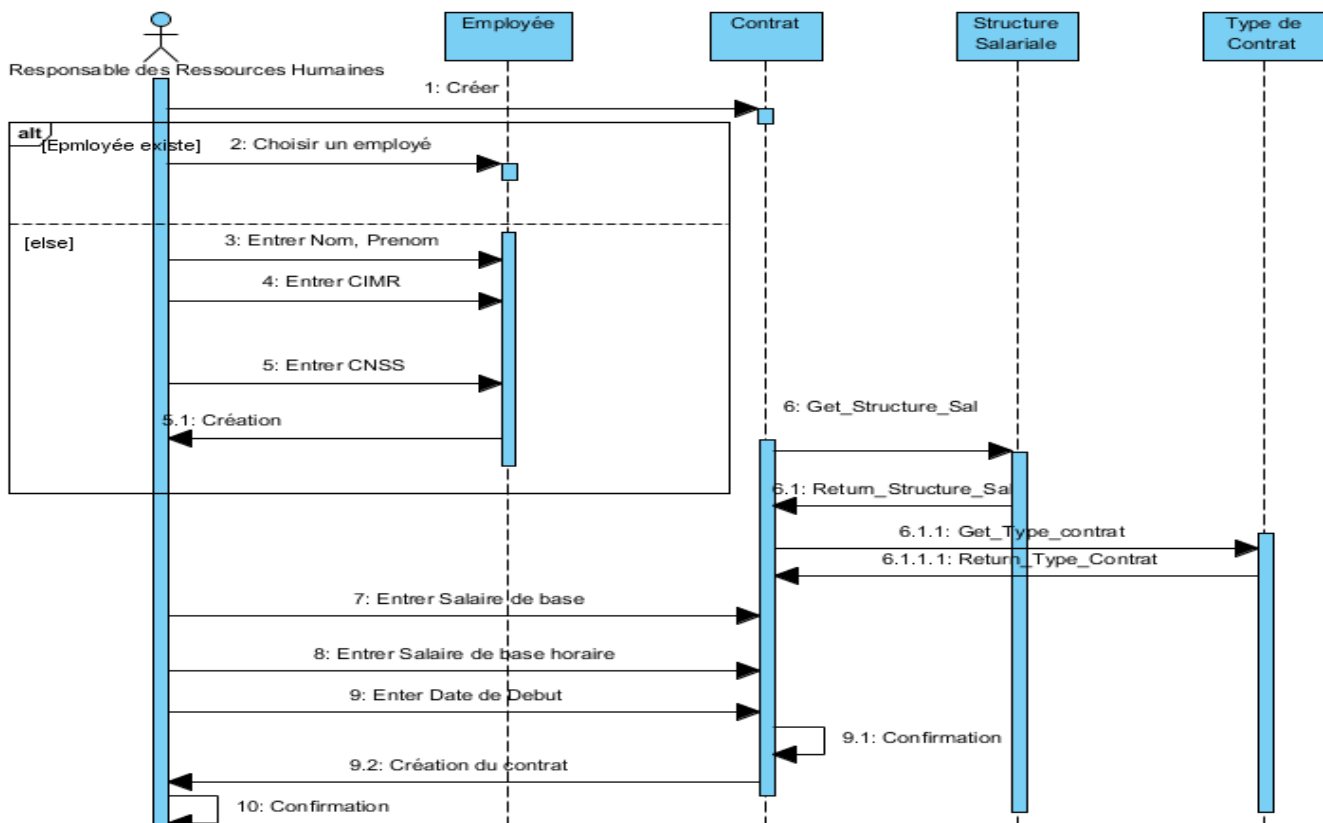 Employée
Contrat
Structure
Salariale
Type de
Contrat
Responsable des Ressources Humaines
1: Créer
alt
[Epmloyée existe]
2: Choisir un employé
[else]
3: Entrer Nom, Prenom
4: Entrer CIMR
5: Entrer CNSS
5.1: Création
6: Get_Structure_Sal
6.1: Return_Structure_Sal
6.1.1: Get_Type_contrat
6.1.1.1: Return_Type_Contrat
7: Entrer Salaire de base
8: Entrer Salaire de base horaire
9: Enter Date de Debut
9.1: Confirmation
9.2: Création du contrat
10: Confirmation